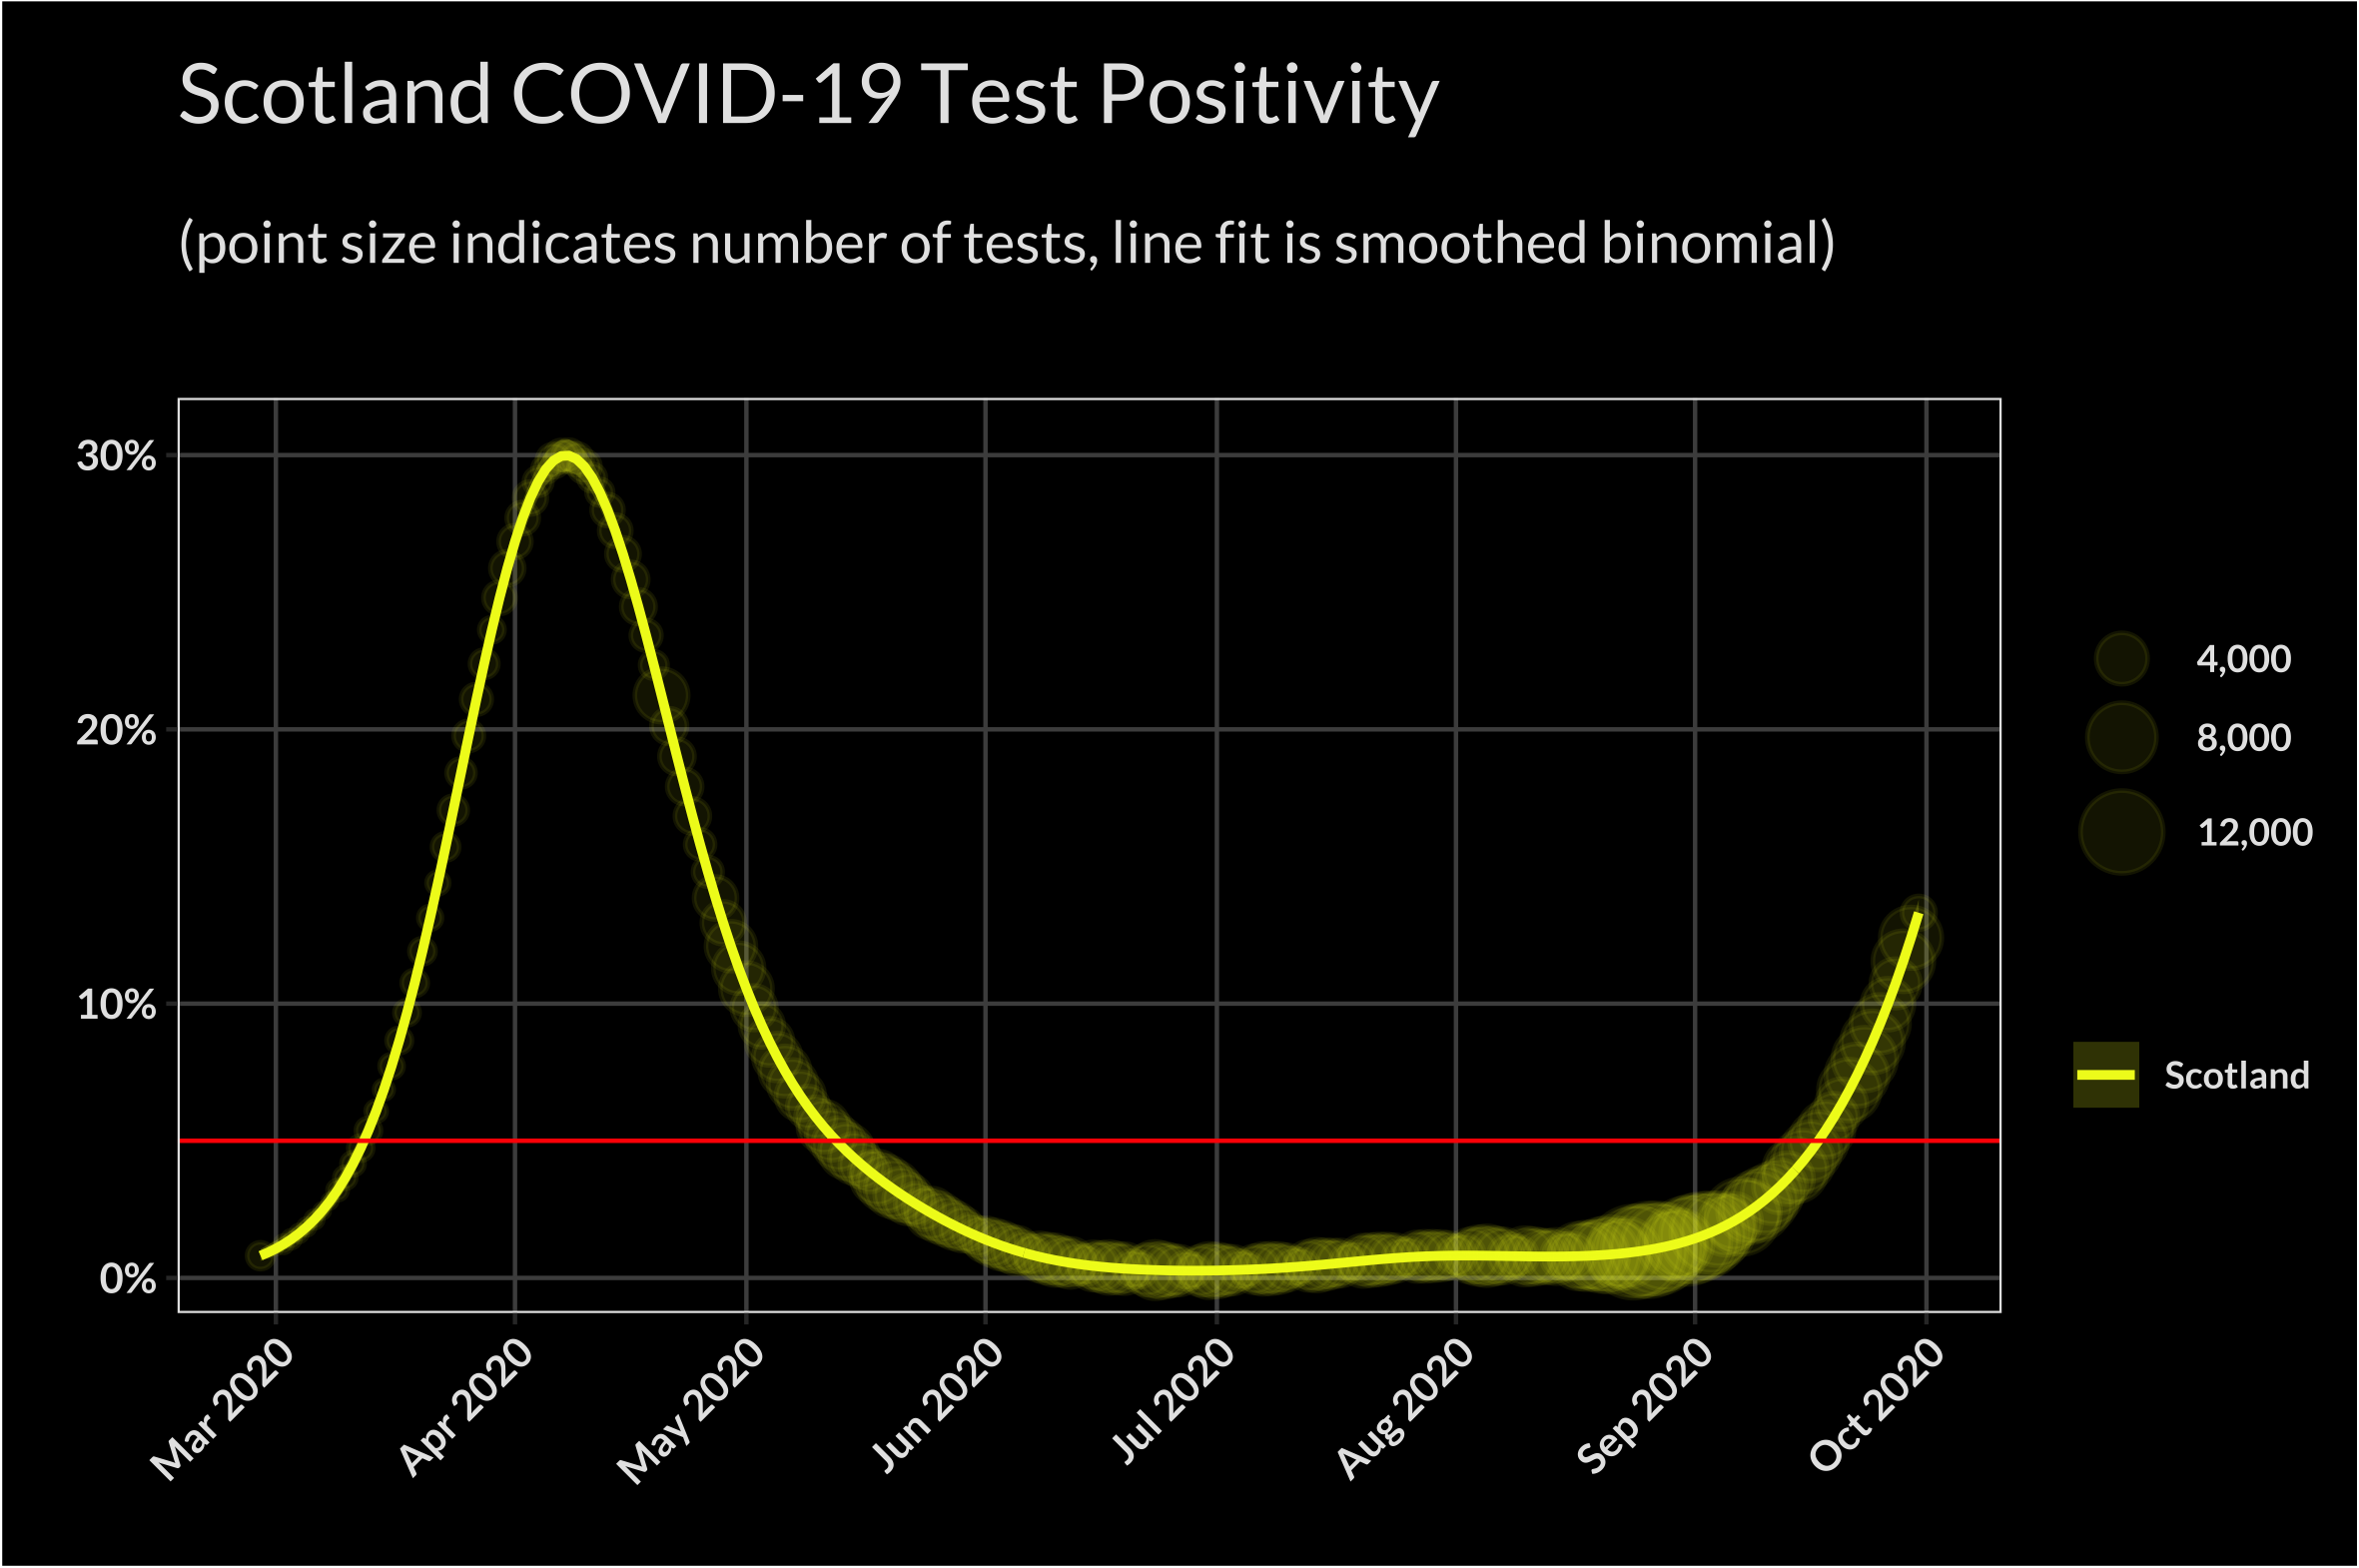 Scotland COVID-19 Test Positivity
(point size indicates number of tests, line fit is smoothed binomial)
30%
20%
10%
0%
Mar 2020
Apr 2020
May 2020
Jun 2020
Jul 2020
Aug 2020
Sep 2020
Oct 2020
4,000
8,000
12,000
Scotland